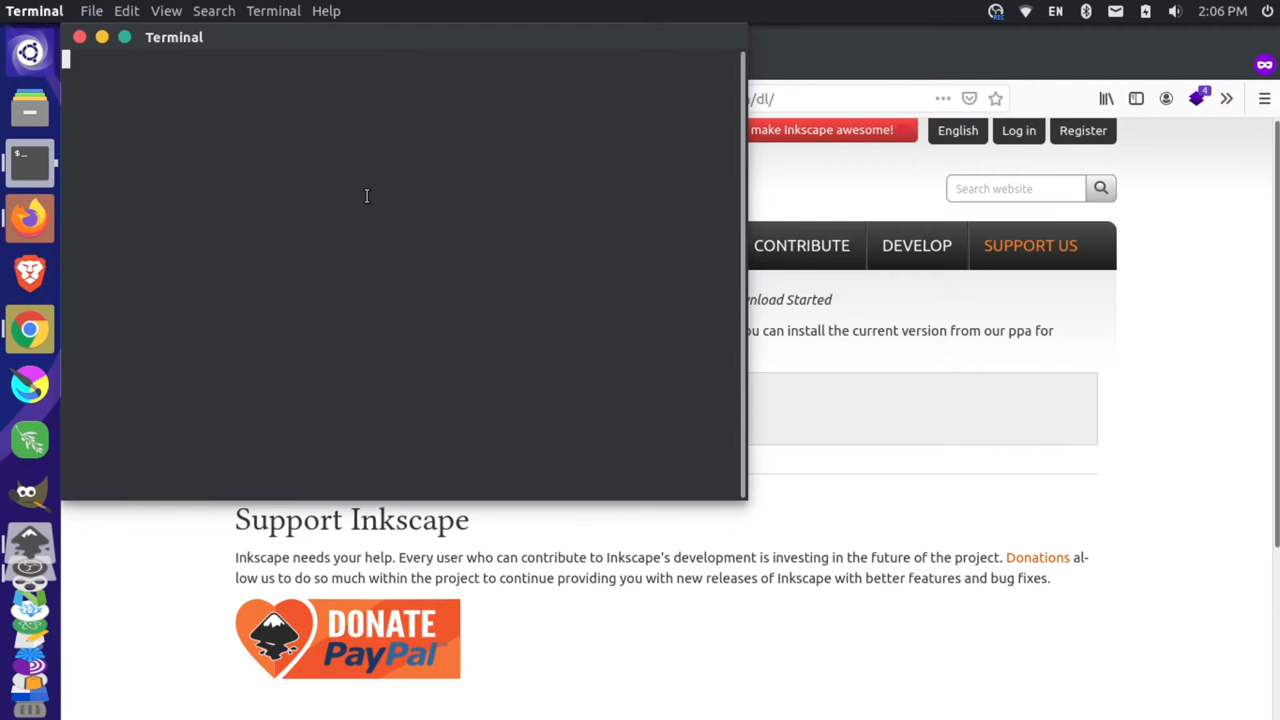 Terminal File Edit View Search Terminal Help EN 2:06 PM
REC
Terminal
$_
/dl/
4
make Inkscape awesome! English Log in Register
Search website
CONTRIBUTE DEVELOP SUPPORT US
nload Started
ou can install the current version from our ppa for
Support Inkscape
Inkscape needs your help. Every user who can contribute to Inkscape's development is investing in the future of the project. Donations al-
low us to do so much within the project to continue providing you with new releases of Inkscape with better features and bug fixes.
DONATE
PayPal